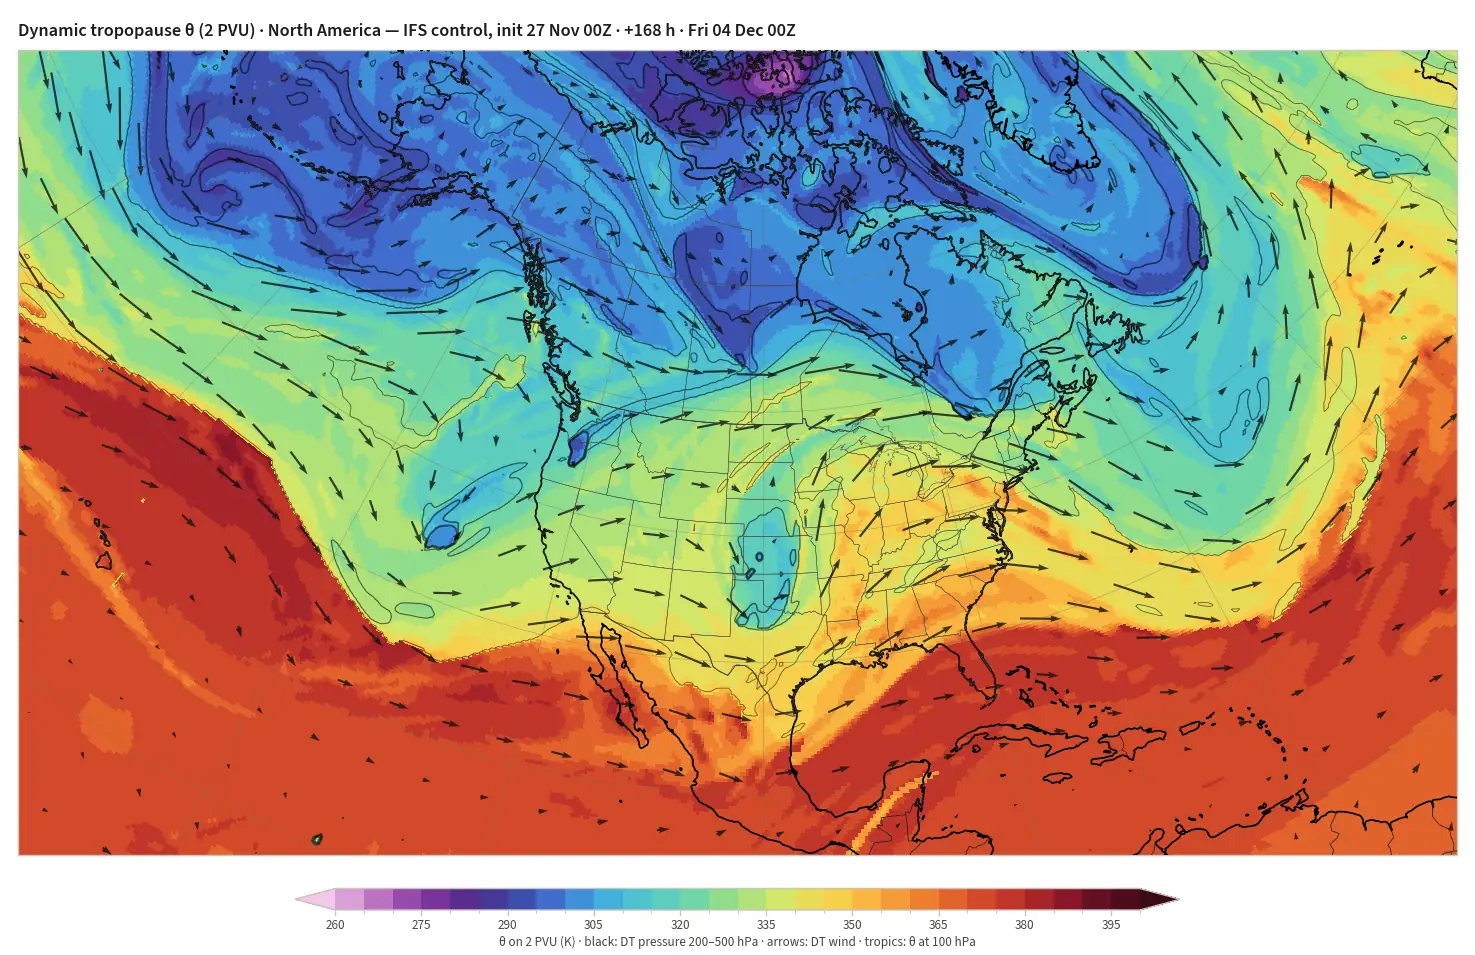 Dynamic tropopause θ (2 PVU) · North America — IFS control, init 27 Nov 00Z · +168 h · Fri 04 Dec 00Z
260 275 290 305 320 335 350 365 380 395
θ on 2 PVU (K) · black: DT pressure 200–500 hPa · arrows: DT wind · tropics: θ at 100 hPa